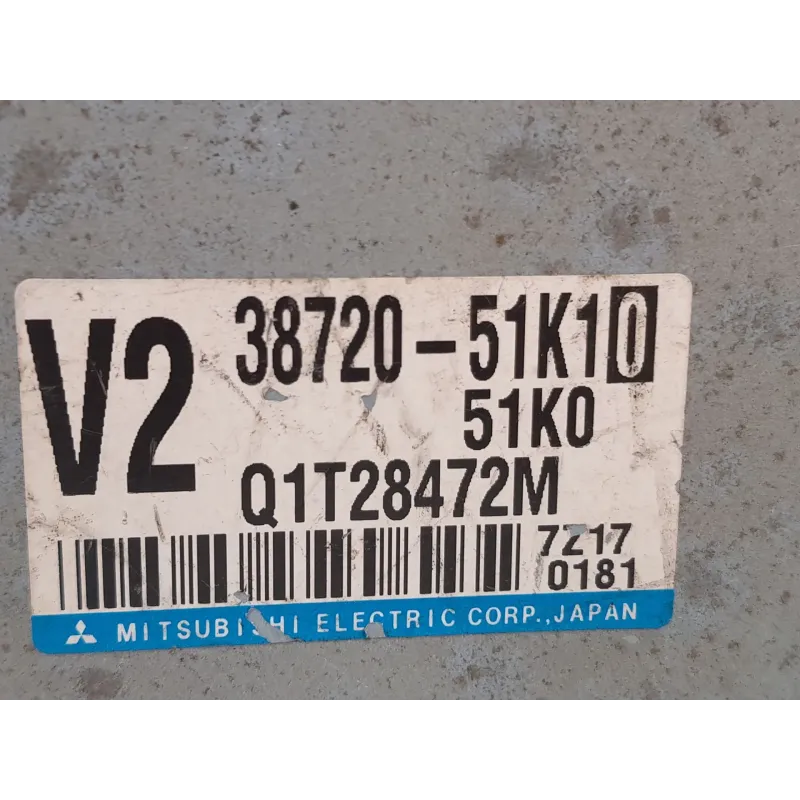 V2
38720-51K10
51K0
Q1T28472M
7Z17
0181
MITSUBISHI ELECTRIC CORP.,JAPAN